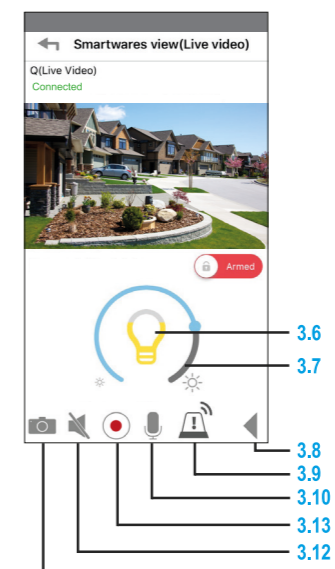 Smartwares view(Live video)
Q(Live Video)
Connected
Armed
3.6
3.7
3.8
3.9
3.10
3.13
3.12